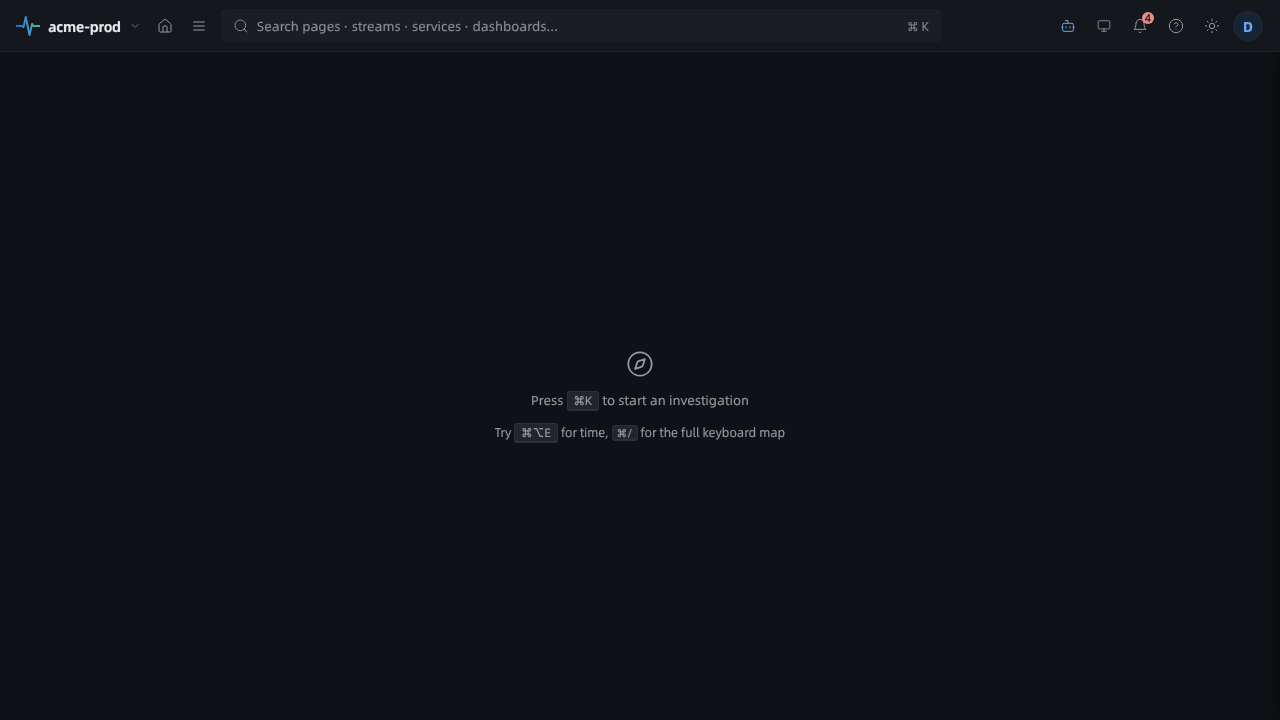 acme-prod
Search pages · streams · services · dashboards...
⌘ K
4
D
Press ⌘K to start an investigation
Try ⌘⌥E for time, ⌘/ for the full keyboard map